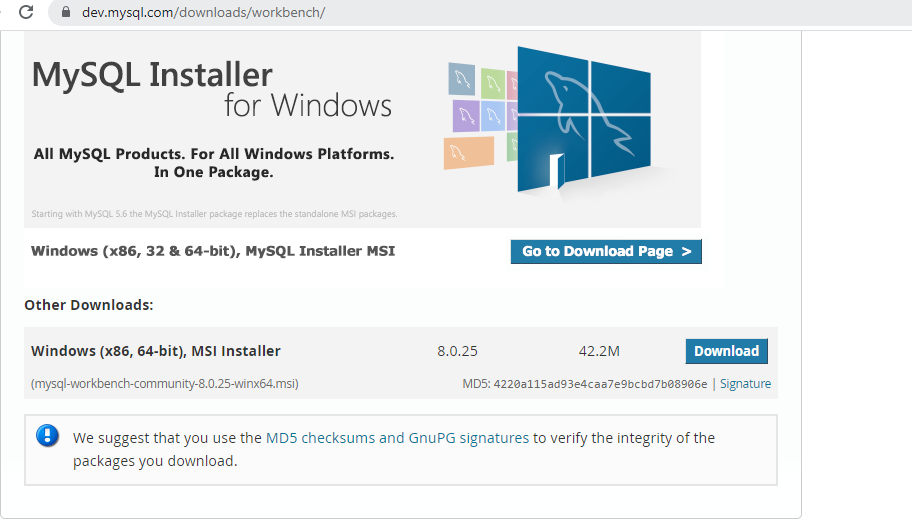 dev.mysql.com/downloads/workbench/
MySQL Installer
for Windows
All MySQL Products. For All Windows Platforms.
In One Package.
Starting with MySQL 5.6 the MySQL Installer package replaces the standalone MSI packages.
Windows (x86, 32 & 64-bit), MySQL Installer MSI
Go to Download Page >
Other Downloads:
Windows (x86, 64-bit), MSI Installer 8.0.25 42.2M Download
(mysql-workbench-community-8.0.25-winx64.msi) MD5: 4220a115ad93e4caa7e9bcbd7b08906e | Signature
We suggest that you use the MD5 checksums and GnuPG signatures to verify the integrity of the
packages you download.